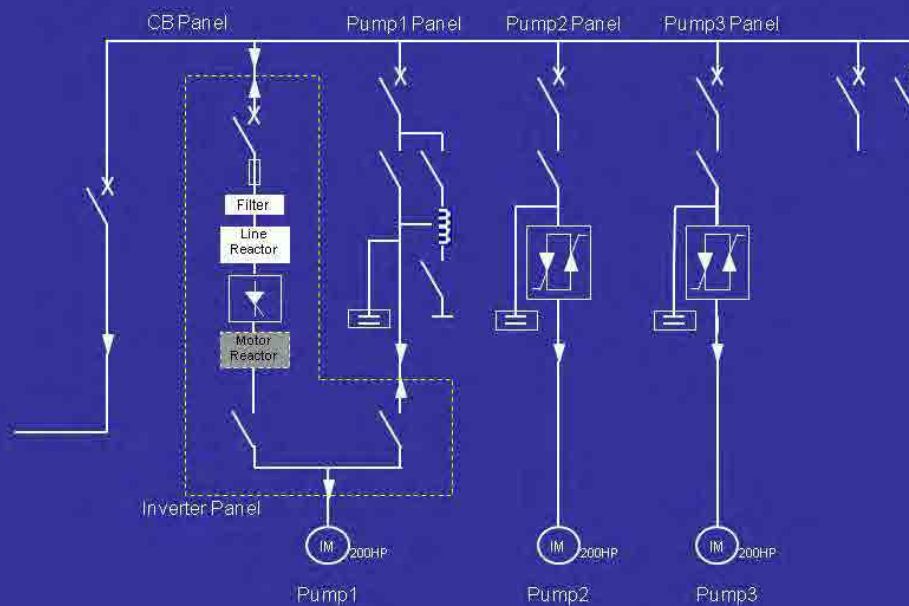 CB Panel
Pump1 Panel
Pump2 Panel
Pump3 Panel
Filter
Line
Reactor
Motor
Reactor
Inverter Panel
IM
200HP
IM
200HP
IM
200HP
Pump1
Pump2
Pump3